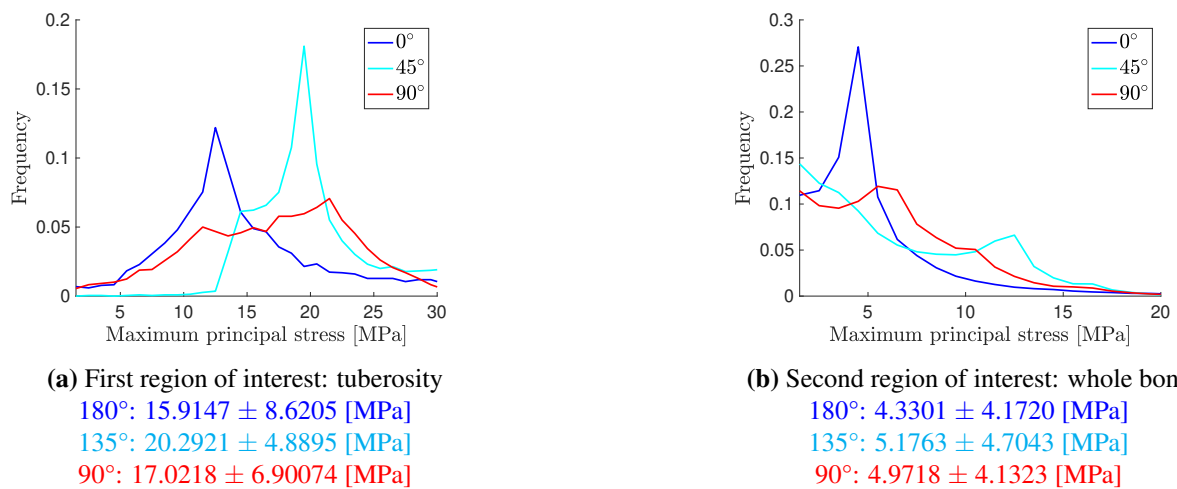 0.2
0.15
0.1
0.05
0
Frequency
5 10 15 20 25 30
Maximum principal stress [MPa]
0°
45°
90°
(a) First region of interest: tuberosity
180°: 15.9147 ± 8.6205 [MPa]
135°: 20.2921 ± 4.8895 [MPa]
90°: 17.0218 ± 6.90074 [MPa]
0.3
0.25
0.2
0.15
0.1
0.05
0
Frequency
5 10 15 20
Maximum principal stress [MPa]
0°
45°
90°
(b) Second region of interest: whole bon
180°: 4.3301 ± 4.1720 [MPa]
135°: 5.1763 ± 4.7043 [MPa]
90°: 4.9718 ± 4.1323 [MPa]